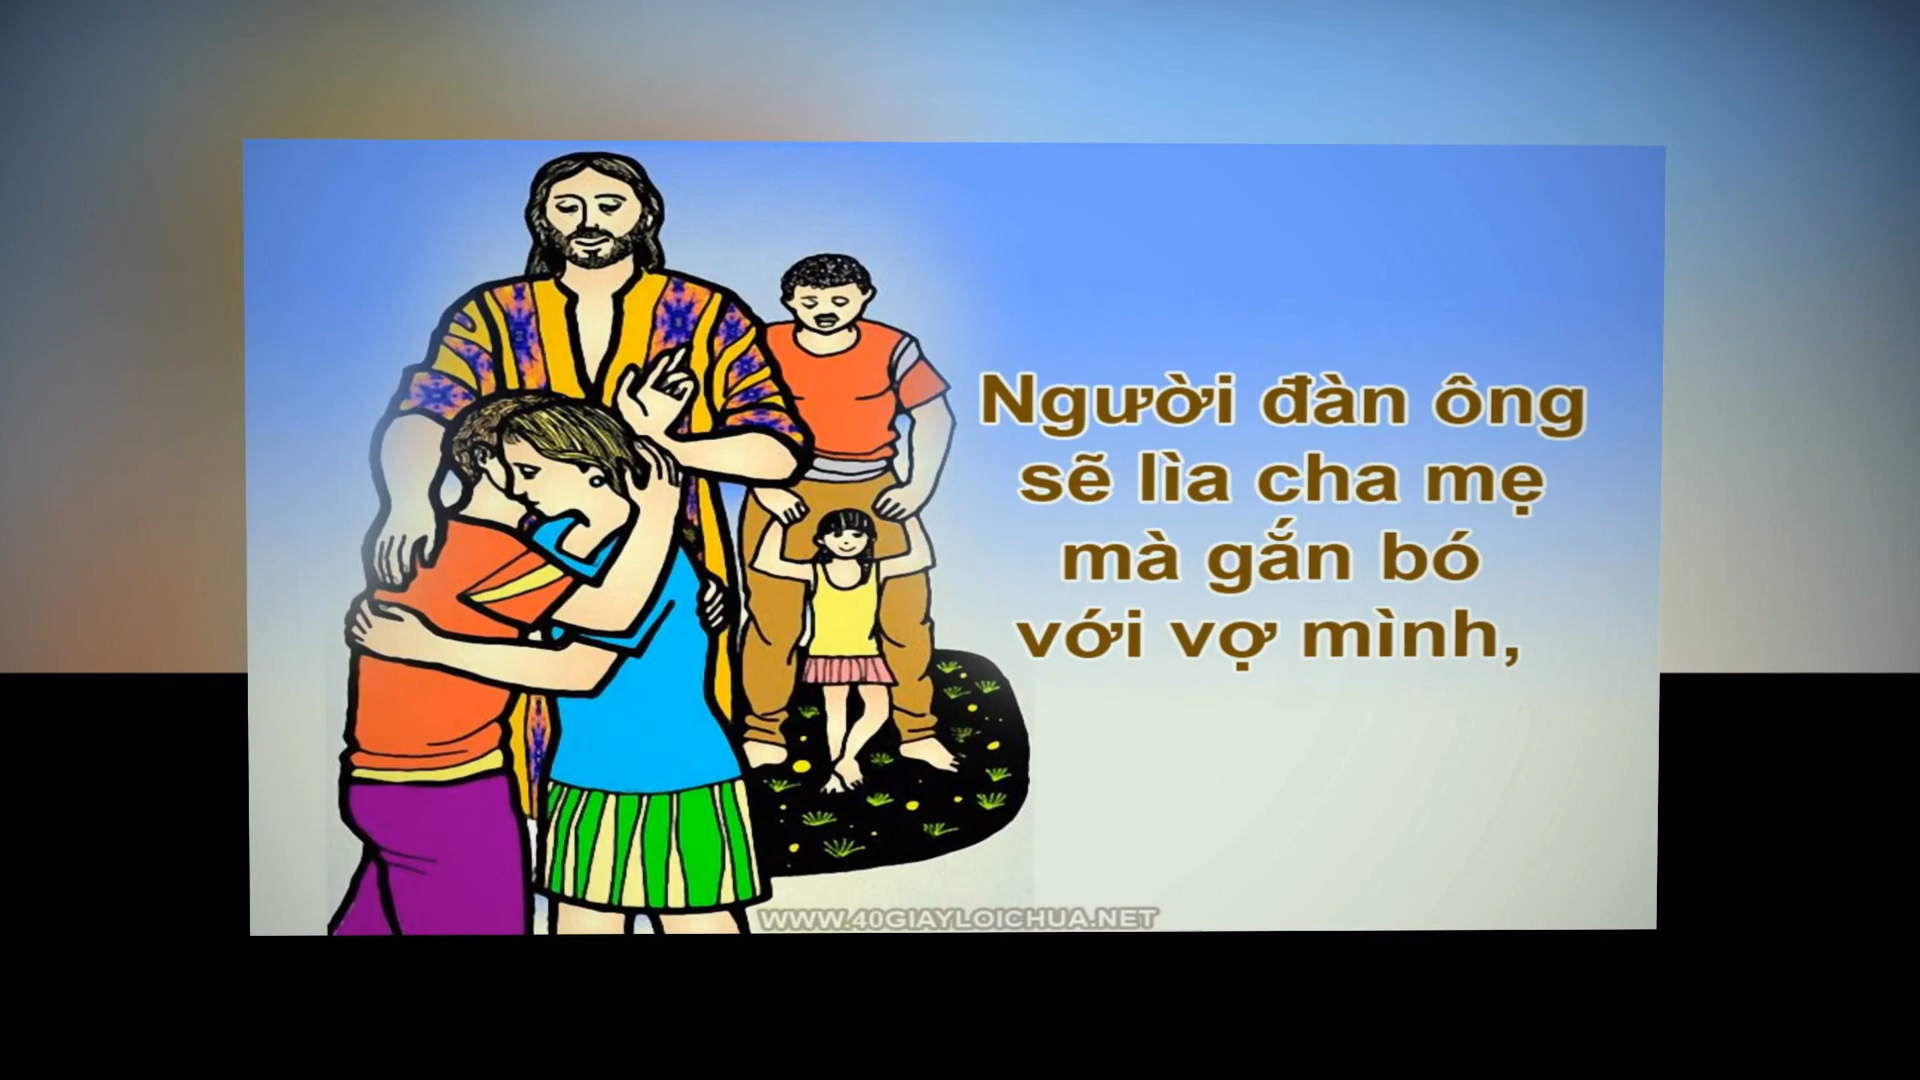 Người đàn ông
sẽ lìa cha mẹ
mà gắn bó
với vợ mình,
WWW.40GIAYLOICHUA.NET